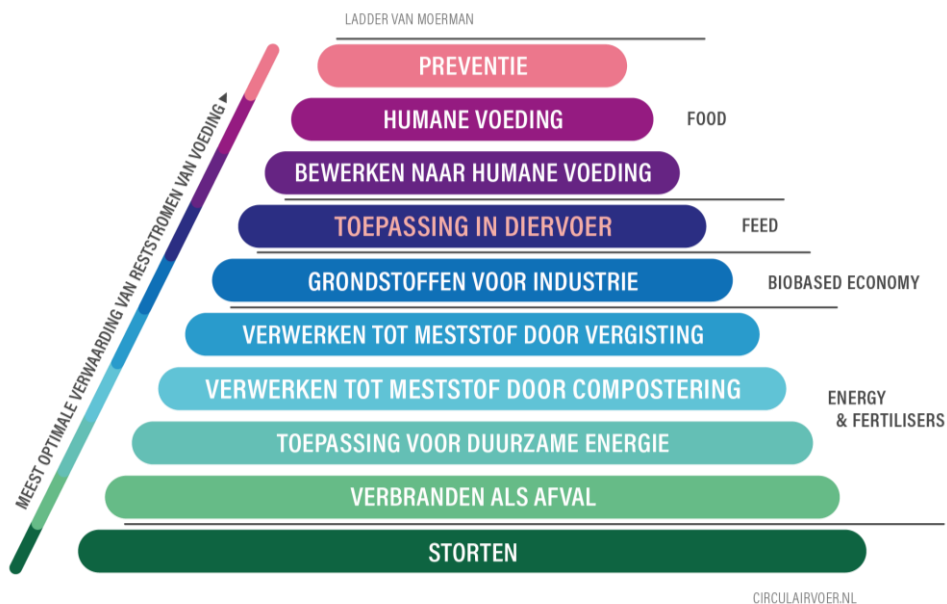 LADDER VAN MOERMAN
MEEST OPTIMALE VERWAARDING VAN RESTSTROMEN VAN VOEDING ▶
PREVENTIE
HUMANE VOEDING
FOOD
BEWERKEN NAAR HUMANE VOEDING
TOEPASSING IN DIERVOER
FEED
GRONDSTOFFEN VOOR INDUSTRIE
BIOBASED ECONOMY
VERWERKEN TOT MESTSTOF DOOR VERGISTING
VERWERKEN TOT MESTSTOF DOOR COMPOSTERING
ENERGY
& FERTILISERS
TOEPASSING VOOR DUURZAME ENERGIE
VERBRANDEN ALS AFVAL
STORTEN
CIRCULAIRVOER.NL